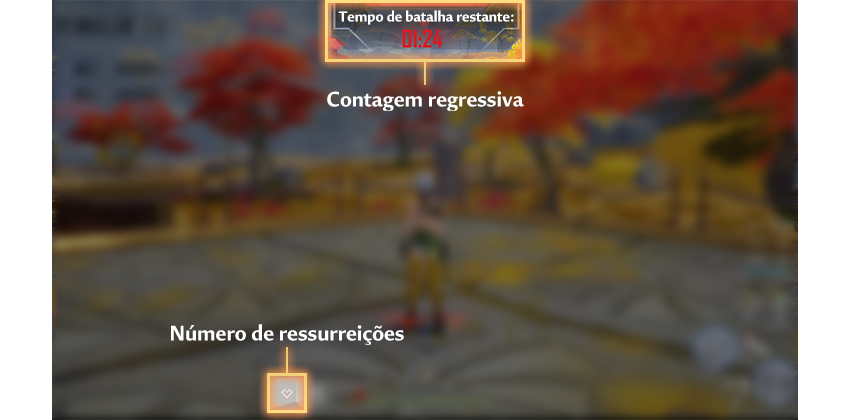 Tempo de batalha restante:
01:24
Contagem regressiva
Número de ressurreições